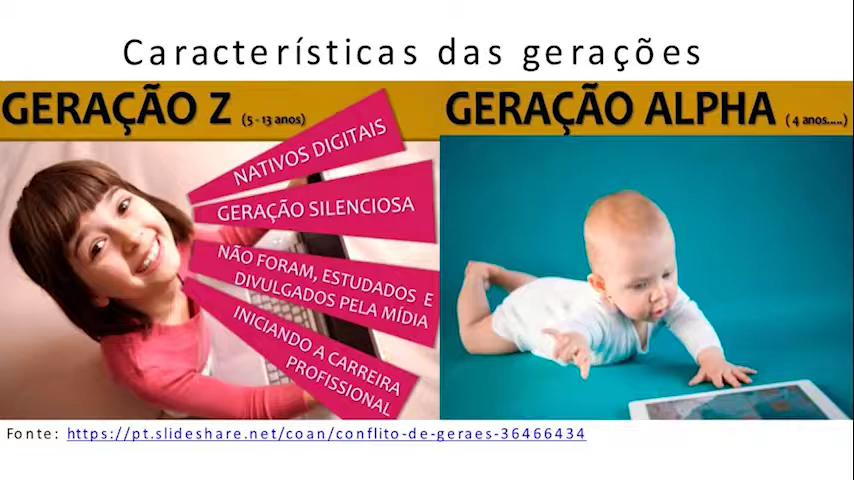 Características das gerações
GERAÇÃO Z (5 - 13 anos)
NATIVOS DIGITAIS
GERAÇÃO SILENCIOSA
NÃO FORAM, ESTUDADOS E
DIVULGADOS PELA MÍDIA
INICIANDO A CARREIRA
PROFISSIONAL
GERAÇÃO ALPHA ( 4 anos....)
Fonte: https://pt.slideshare.net/coan/conflito-de-geraes-36466434